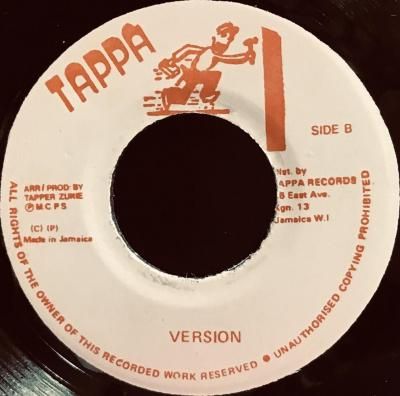 TAPPA
SIDE B
ARR/ PROD: BY
TAPPER ZUKIE
Ⓟ M.C.P.S
(C) (P)
Made in Jamaica
Dist. by
TAPPA RECORDS
East Ave.
Kgn. 13
Jamaica W.I
VERSION
ALL RIGHTS OF THE OWNER OF THIS RECORDED WORK RESERVED ● UNAUTHORISED COPYING PROHIBITED